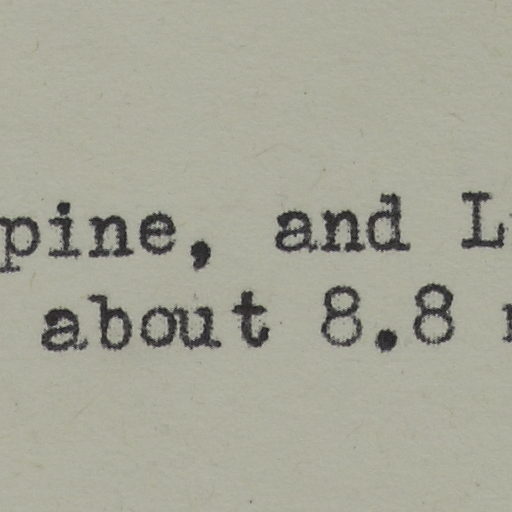 pine, and L
about 8.8